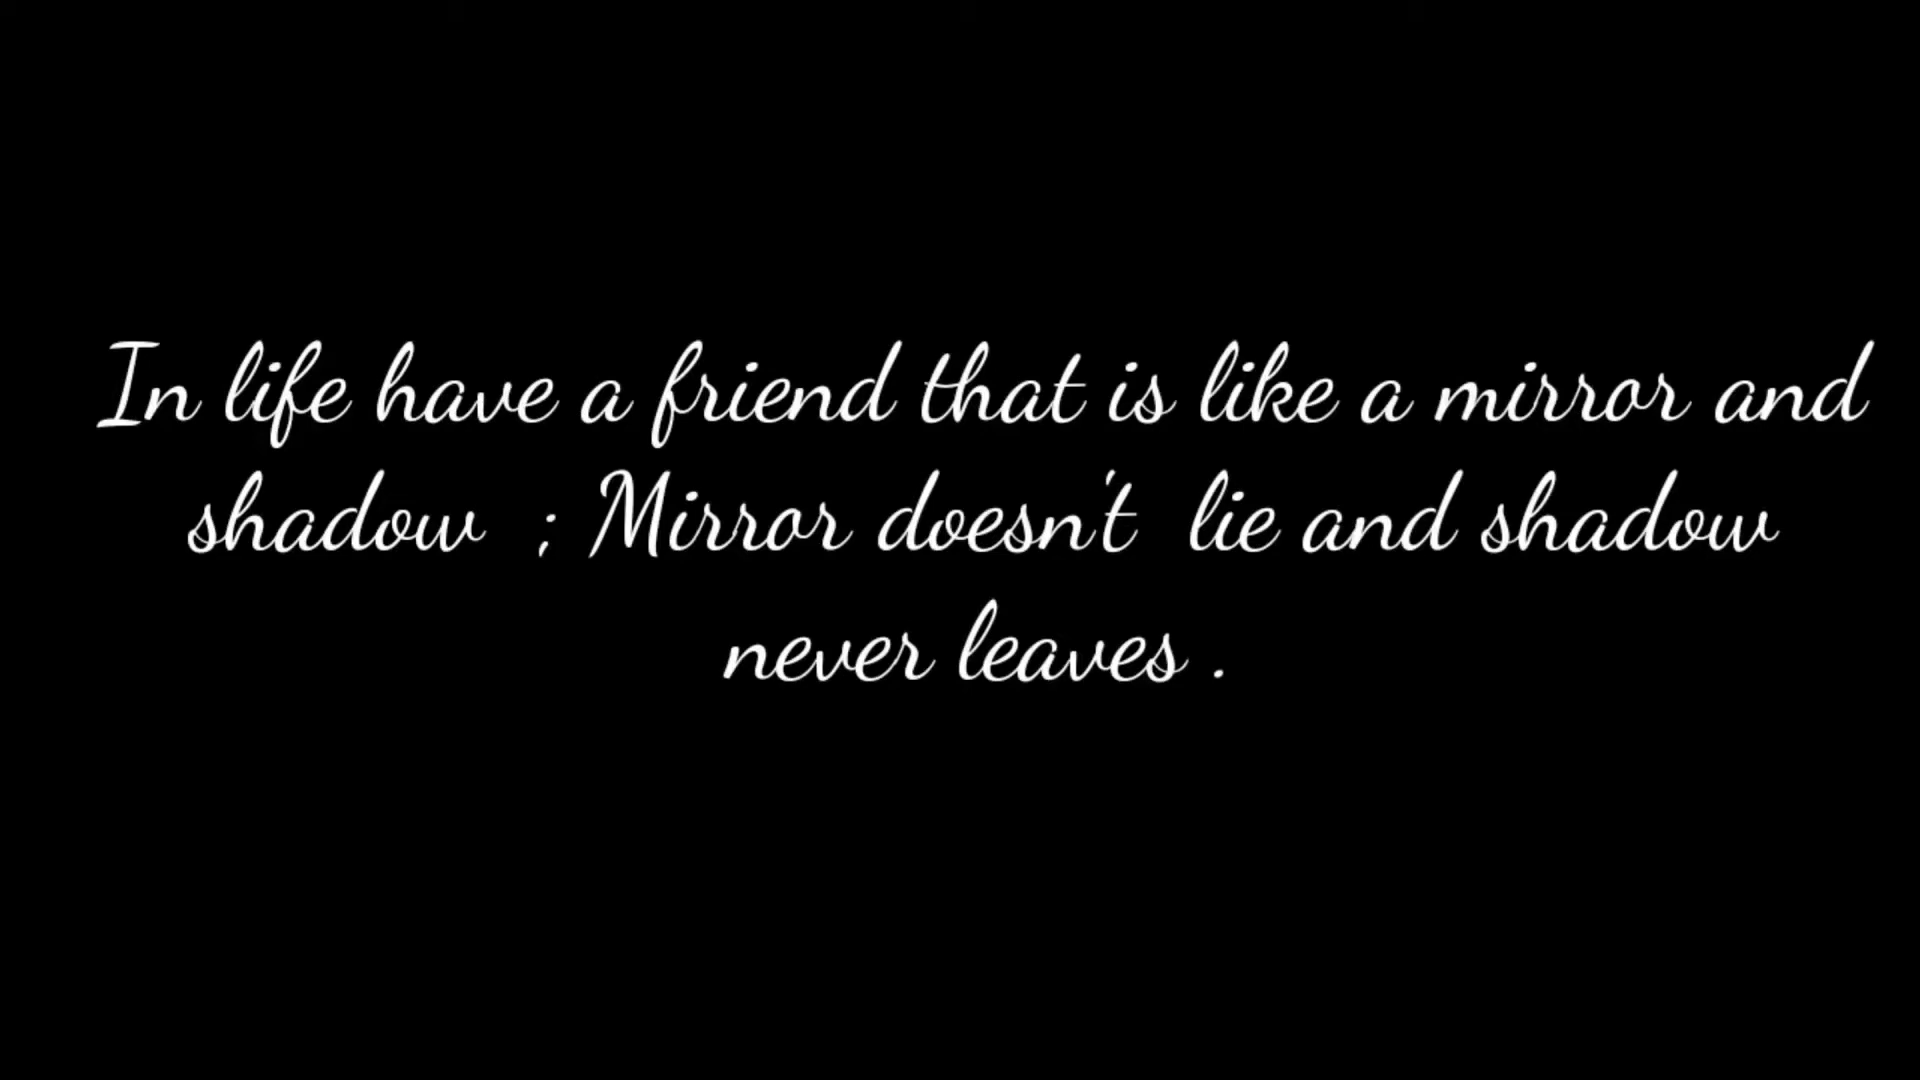 In life have a friend that is like a mirror and
shadow  ; Mirror doesn't  lie and shadow
never leaves .